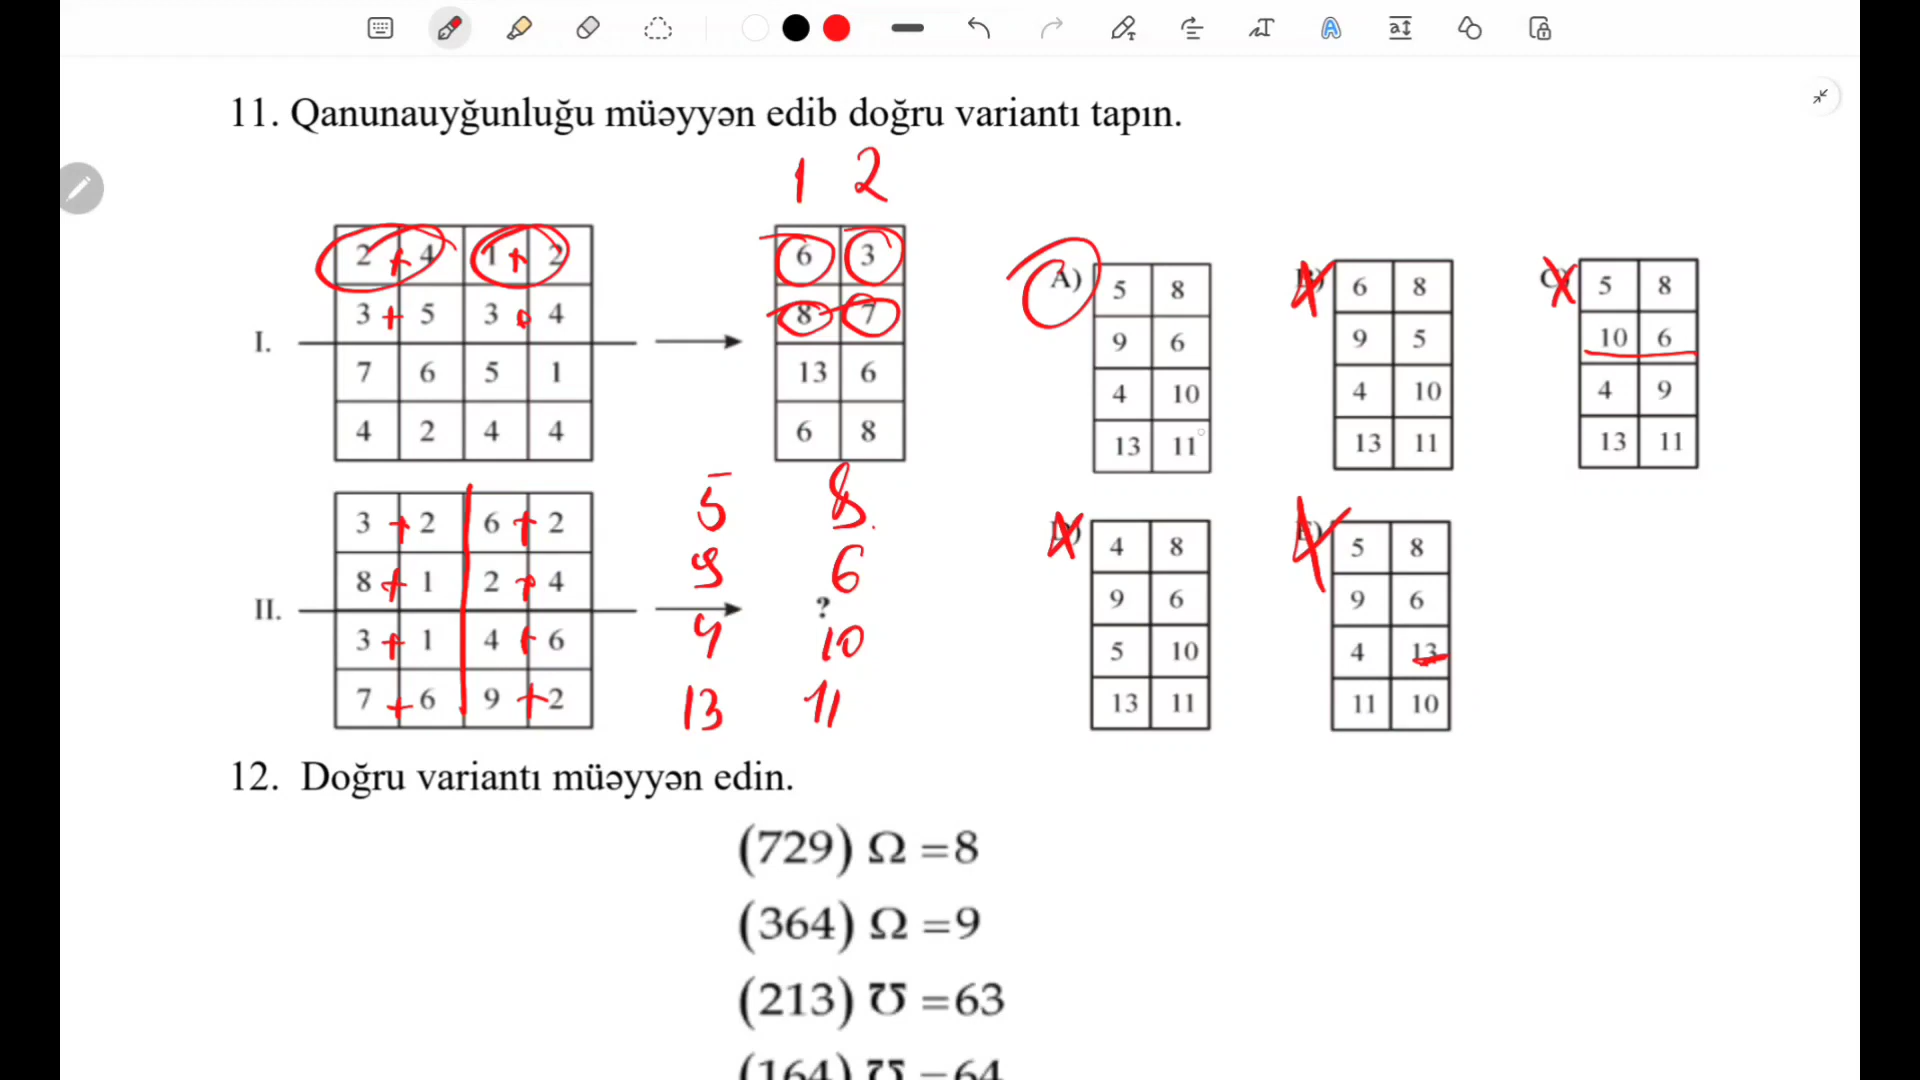 11. Qanunauyğunluğu müəyyən edib doğru variantı tapın.
1 2
I.
2 + 4 1 + 2
3 + 5 3 + 4
7 6 5 1
4 2 4 4
6 3
8 7
13 6
6 8
A)
5 8
9 6
4 10
13 11
B)
6 8
9 5
4 10
13 11
C)
5 8
10 6
4 9
13 11
II.
3 + 2 6 + 2
8 + 1 2 + 4
3 + 1 4 + 6
7 + 6 9 + 2
5 8
9 6
?
4 10
13 11
D)
4 8
9 6
5 10
13 11
E)
5 8
9 6
4 13
11 10
12. Doğru variantı müəyyən edin.
(729) Ω =8
(364) Ω =9
(213) ℧ =63
(164) ℧ =64